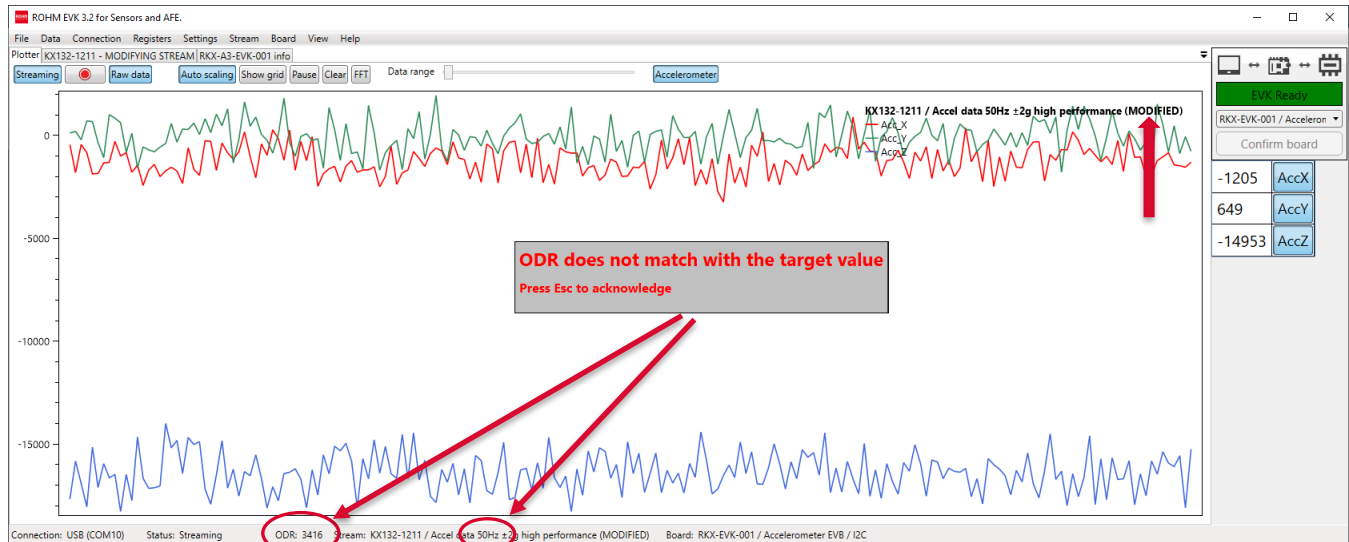 ROHM EVK 3.2 for Sensors and AFE.
File Data Connection Registers Settings Stream Board View Help
Plotter KX132-1211 - MODIFYING STREAM RKX-A3-EVK-001 info
Streaming Raw data Auto scaling Show grid Pause Clear FFT Data range Accelerometer
EVK Ready
RKX-EVK-001 / Acceleron
Confirm board
-1205 AccX
649 AccY
-14953 AccZ
KX132-1211 / Accel data 50Hz ±2g high performance (MODIFIED)
Acc_X
Acc_Y
Acc_Z
0
-5000
-10000
-15000
ODR does not match with the target value
Press Esc to acknowledge
Connection: USB (COM10) Status: Streaming ODR: 3416 Stream: KX132-1211 / Accel data 50Hz ±2g high performance (MODIFIED) Board: RKX-EVK-001 / Accelerometer EVB / I2C